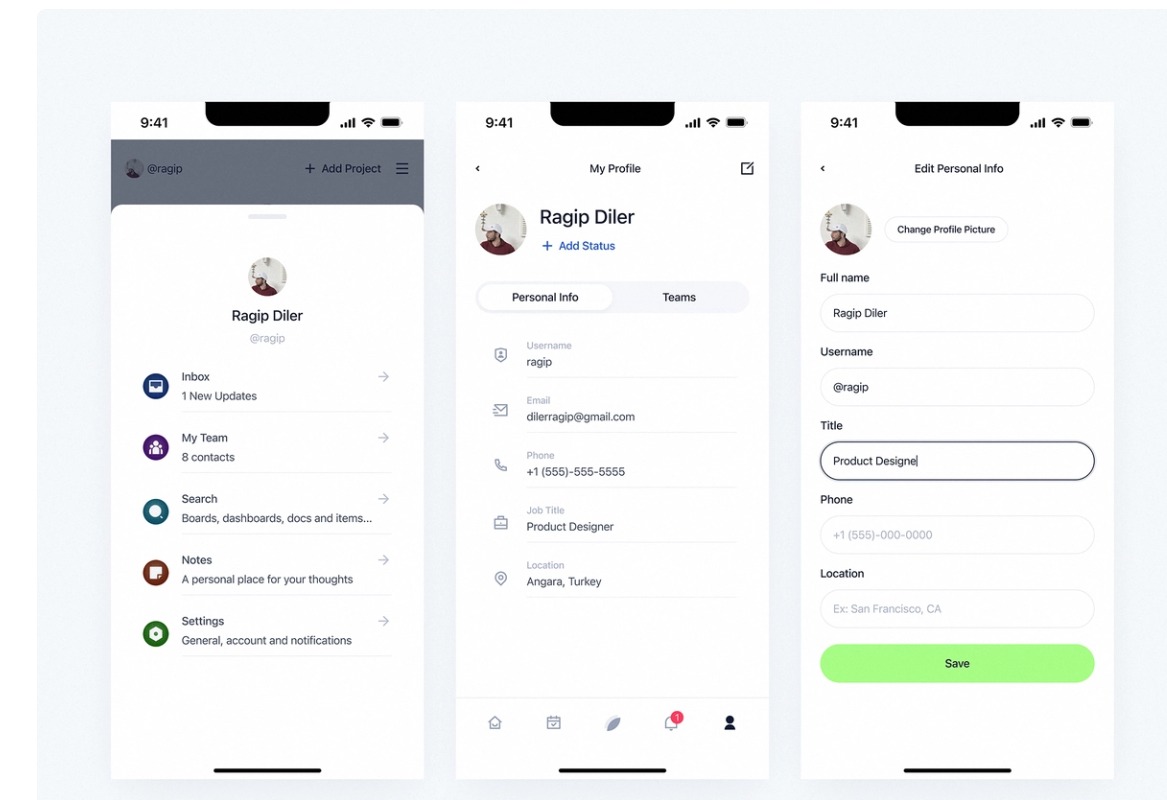 9:41
@ragip
+ Add Project
Ragip Diler
@ragip
Inbox
1 New Updates
My Team
8 contacts
Search
Boards, dashboards, docs and items...
Notes
A personal place for your thoughts
Settings
General, account and notifications
9:41
My Profile
Ragip Diler
+ Add Status
Personal Info
Teams
Username
ragip
Email
dilerragip@gmail.com
Phone
+1 (555)-555-5555
Job Title
Product Designer
Location
Angara, Turkey
1
9:41
Edit Personal Info
Change Profile Picture
Full name
Ragip Diler
Username
@ragip
Title
Product Designe
Phone
+1 (555)-000-0000
Location
Ex: San Francisco, CA
Save